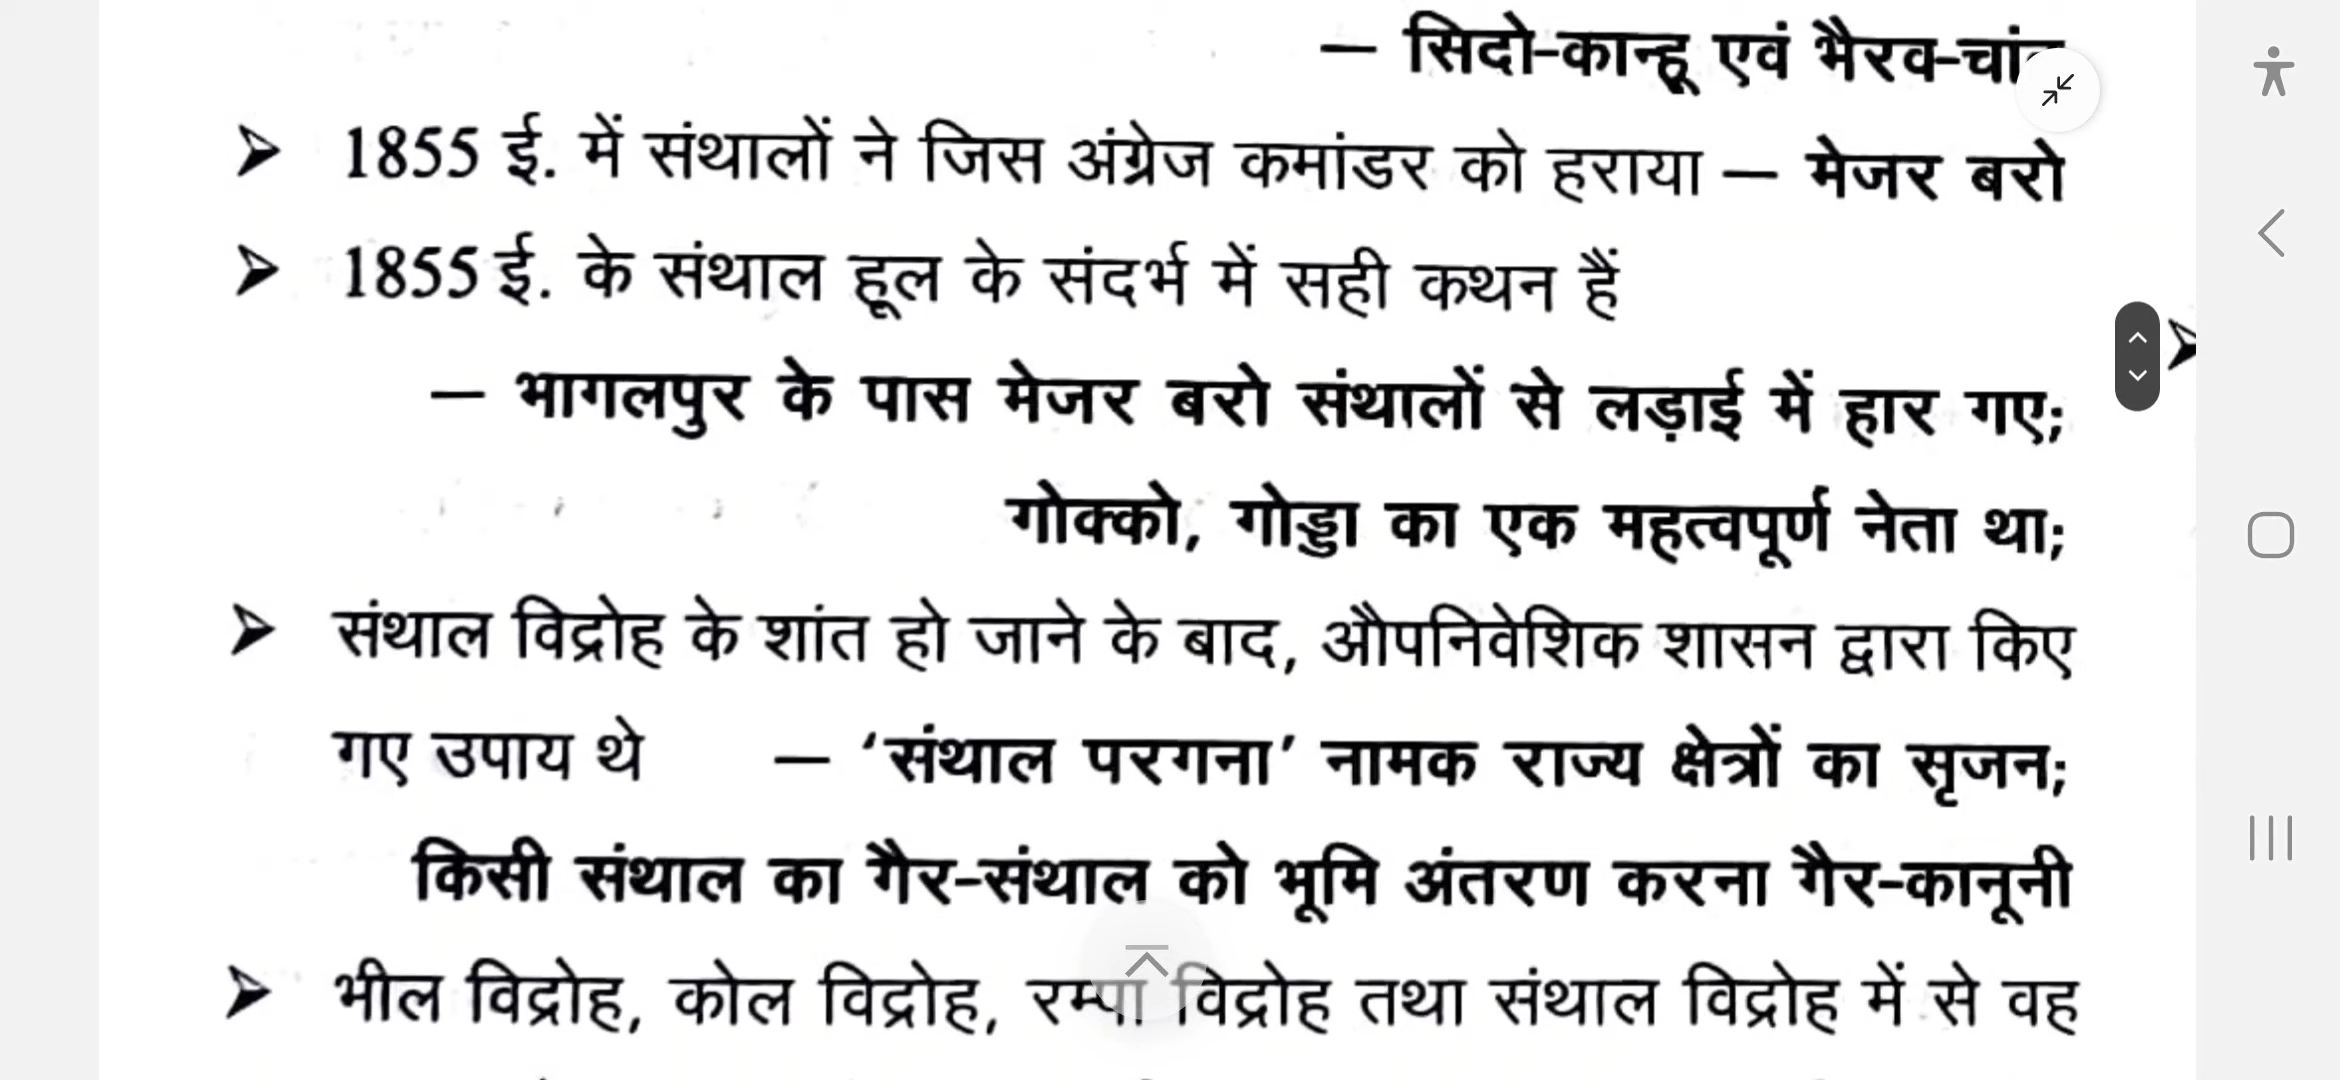 — सिदो-कान्हू एवं भैरव-
➢ 1855 ई. में संथालों ने जिस अंग्रेज कमांडर को हराया — मेजर बरो
➢ 1855 ई. के संथाल हूल के संदर्भ में सही कथन हैं
— भागलपुर के पास मेजर बरो संथालों से लड़ाई में हार गए;
गोक्को, गोड्डा का एक महत्वपूर्ण नेता था;
➢ संथाल विद्रोह के शांत हो जाने के बाद, औपनिवेशिक शासन द्वारा किए
गए उपाय थे — ‘संथाल परगना’ नामक राज्य क्षेत्रों का सृजन;
किसी संथाल का गैर-संथाल को भूमि अंतरण करना गैर-कानूनी
➢ भील विद्रोह, कोल विद्रोह, रम्पा विद्रोह तथा संथाल विद्रोह में से वह